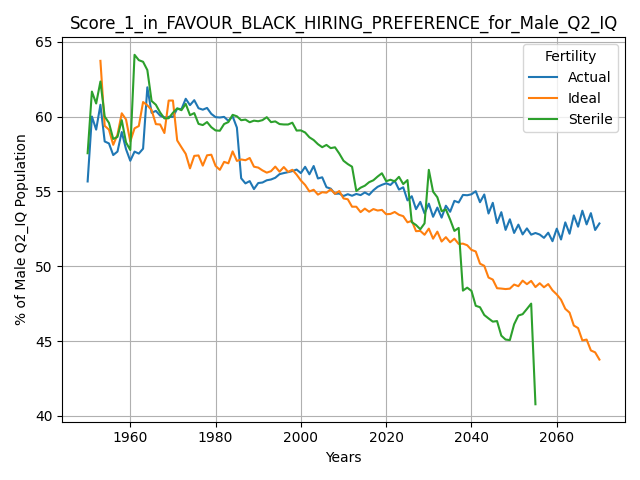 Score_1_in_FAVOUR_BLACK_HIRING_PREFERENCE_for_Male_Q2_IQ
Fertility
Actual
Ideal
Sterile
% of Male Q2_IQ Population
65
60
55
50
45
40
1960
1980
2000
2020
2040
2060
Years